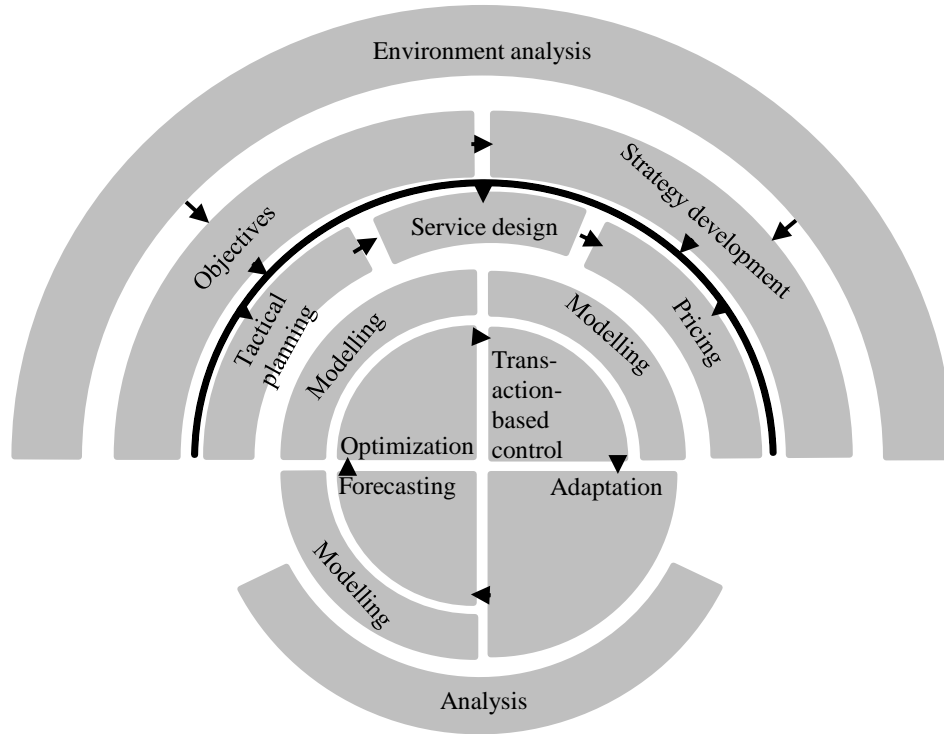 Environment analysis
Objectives
Strategy development
Tactical
planning
Service design
Pricing
Modelling
Modelling
Optimization
Trans-
action-
based
control
Forecasting
Adaptation
Modelling
Analysis